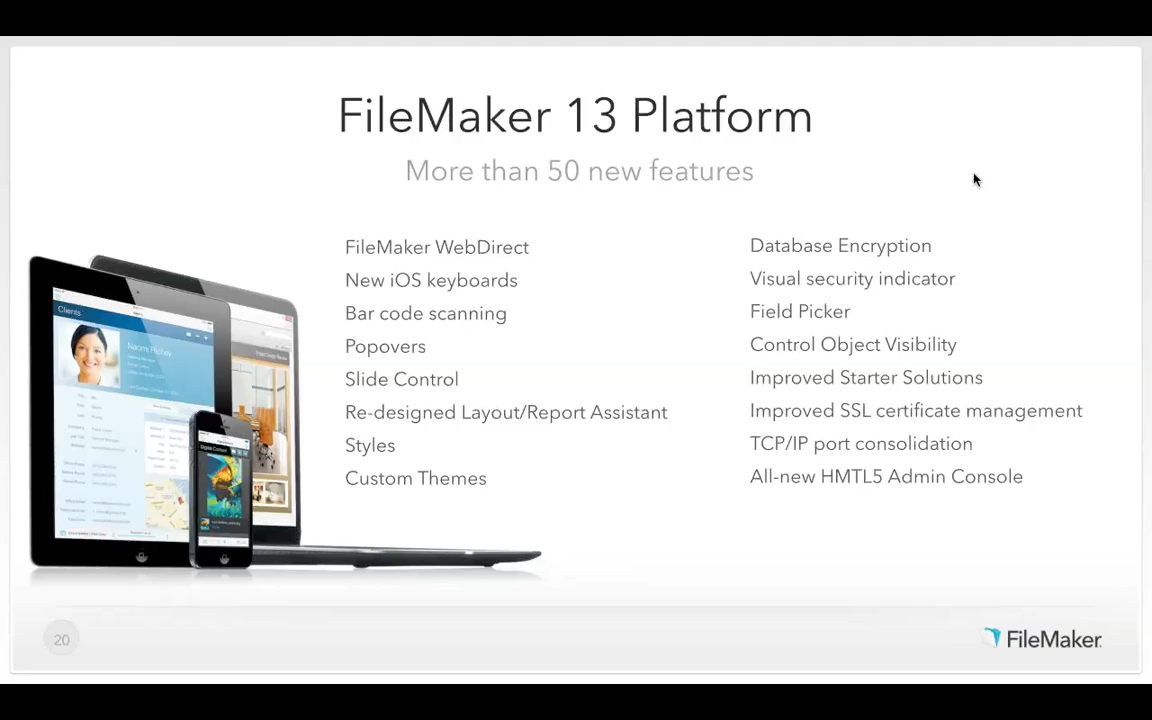 FileMaker 13 Platform
More than 50 new features
FileMaker WebDirect
New iOS keyboards
Bar code scanning
Popovers
Slide Control
Re-designed Layout/Report Assistant
Styles
Custom Themes
Database Encryption
Visual security indicator
Field Picker
Control Object Visibility
Improved Starter Solutions
Improved SSL certificate management
TCP/IP port consolidation
All-new HMTL5 Admin Console
Clients
20
FileMaker